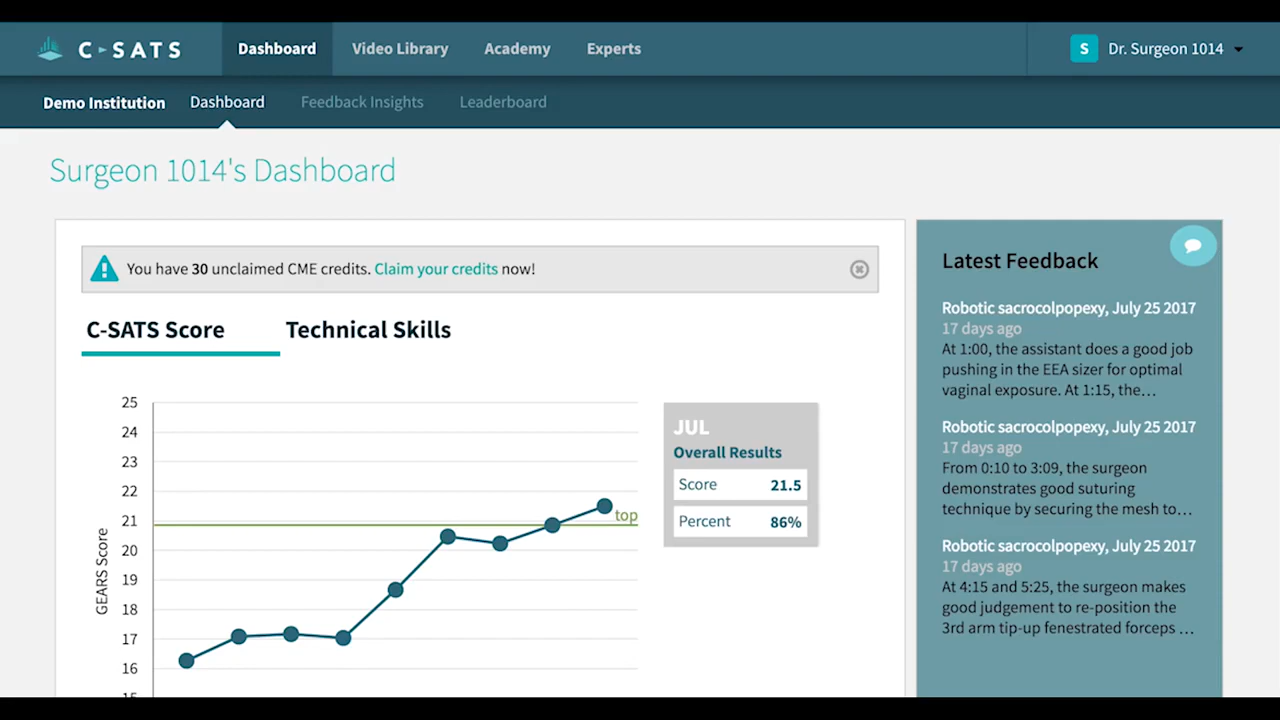 C-SATS
Dashboard
Video Library
Academy
Experts
S
Dr. Surgeon 1014
Demo Institution
Dashboard
Feedback Insights
Leaderboard
Surgeon 1014's Dashboard
You have 30 unclaimed CME credits. Claim your credits now!
C-SATS Score
Technical Skills
25
24
23
22
21
20
19
18
17
16
15
GEARS Score
top
JUL
Overall Results
Score 21.5
Percent 86%
Latest Feedback
Robotic sacrocolpopexy, July 25 2017
17 days ago
At 1:00, the assistant does a good job
pushing in the EEA sizer for optimal
vaginal exposure. At 1:15, the…
Robotic sacrocolpopexy, July 25 2017
17 days ago
From 0:10 to 3:09, the surgeon
demonstrates good suturing
technique by securing the mesh to…
Robotic sacrocolpopexy, July 25 2017
17 days ago
At 4:15 and 5:25, the surgeon makes
good judgement to re-position the
3rd arm tip-up fenestrated forceps …